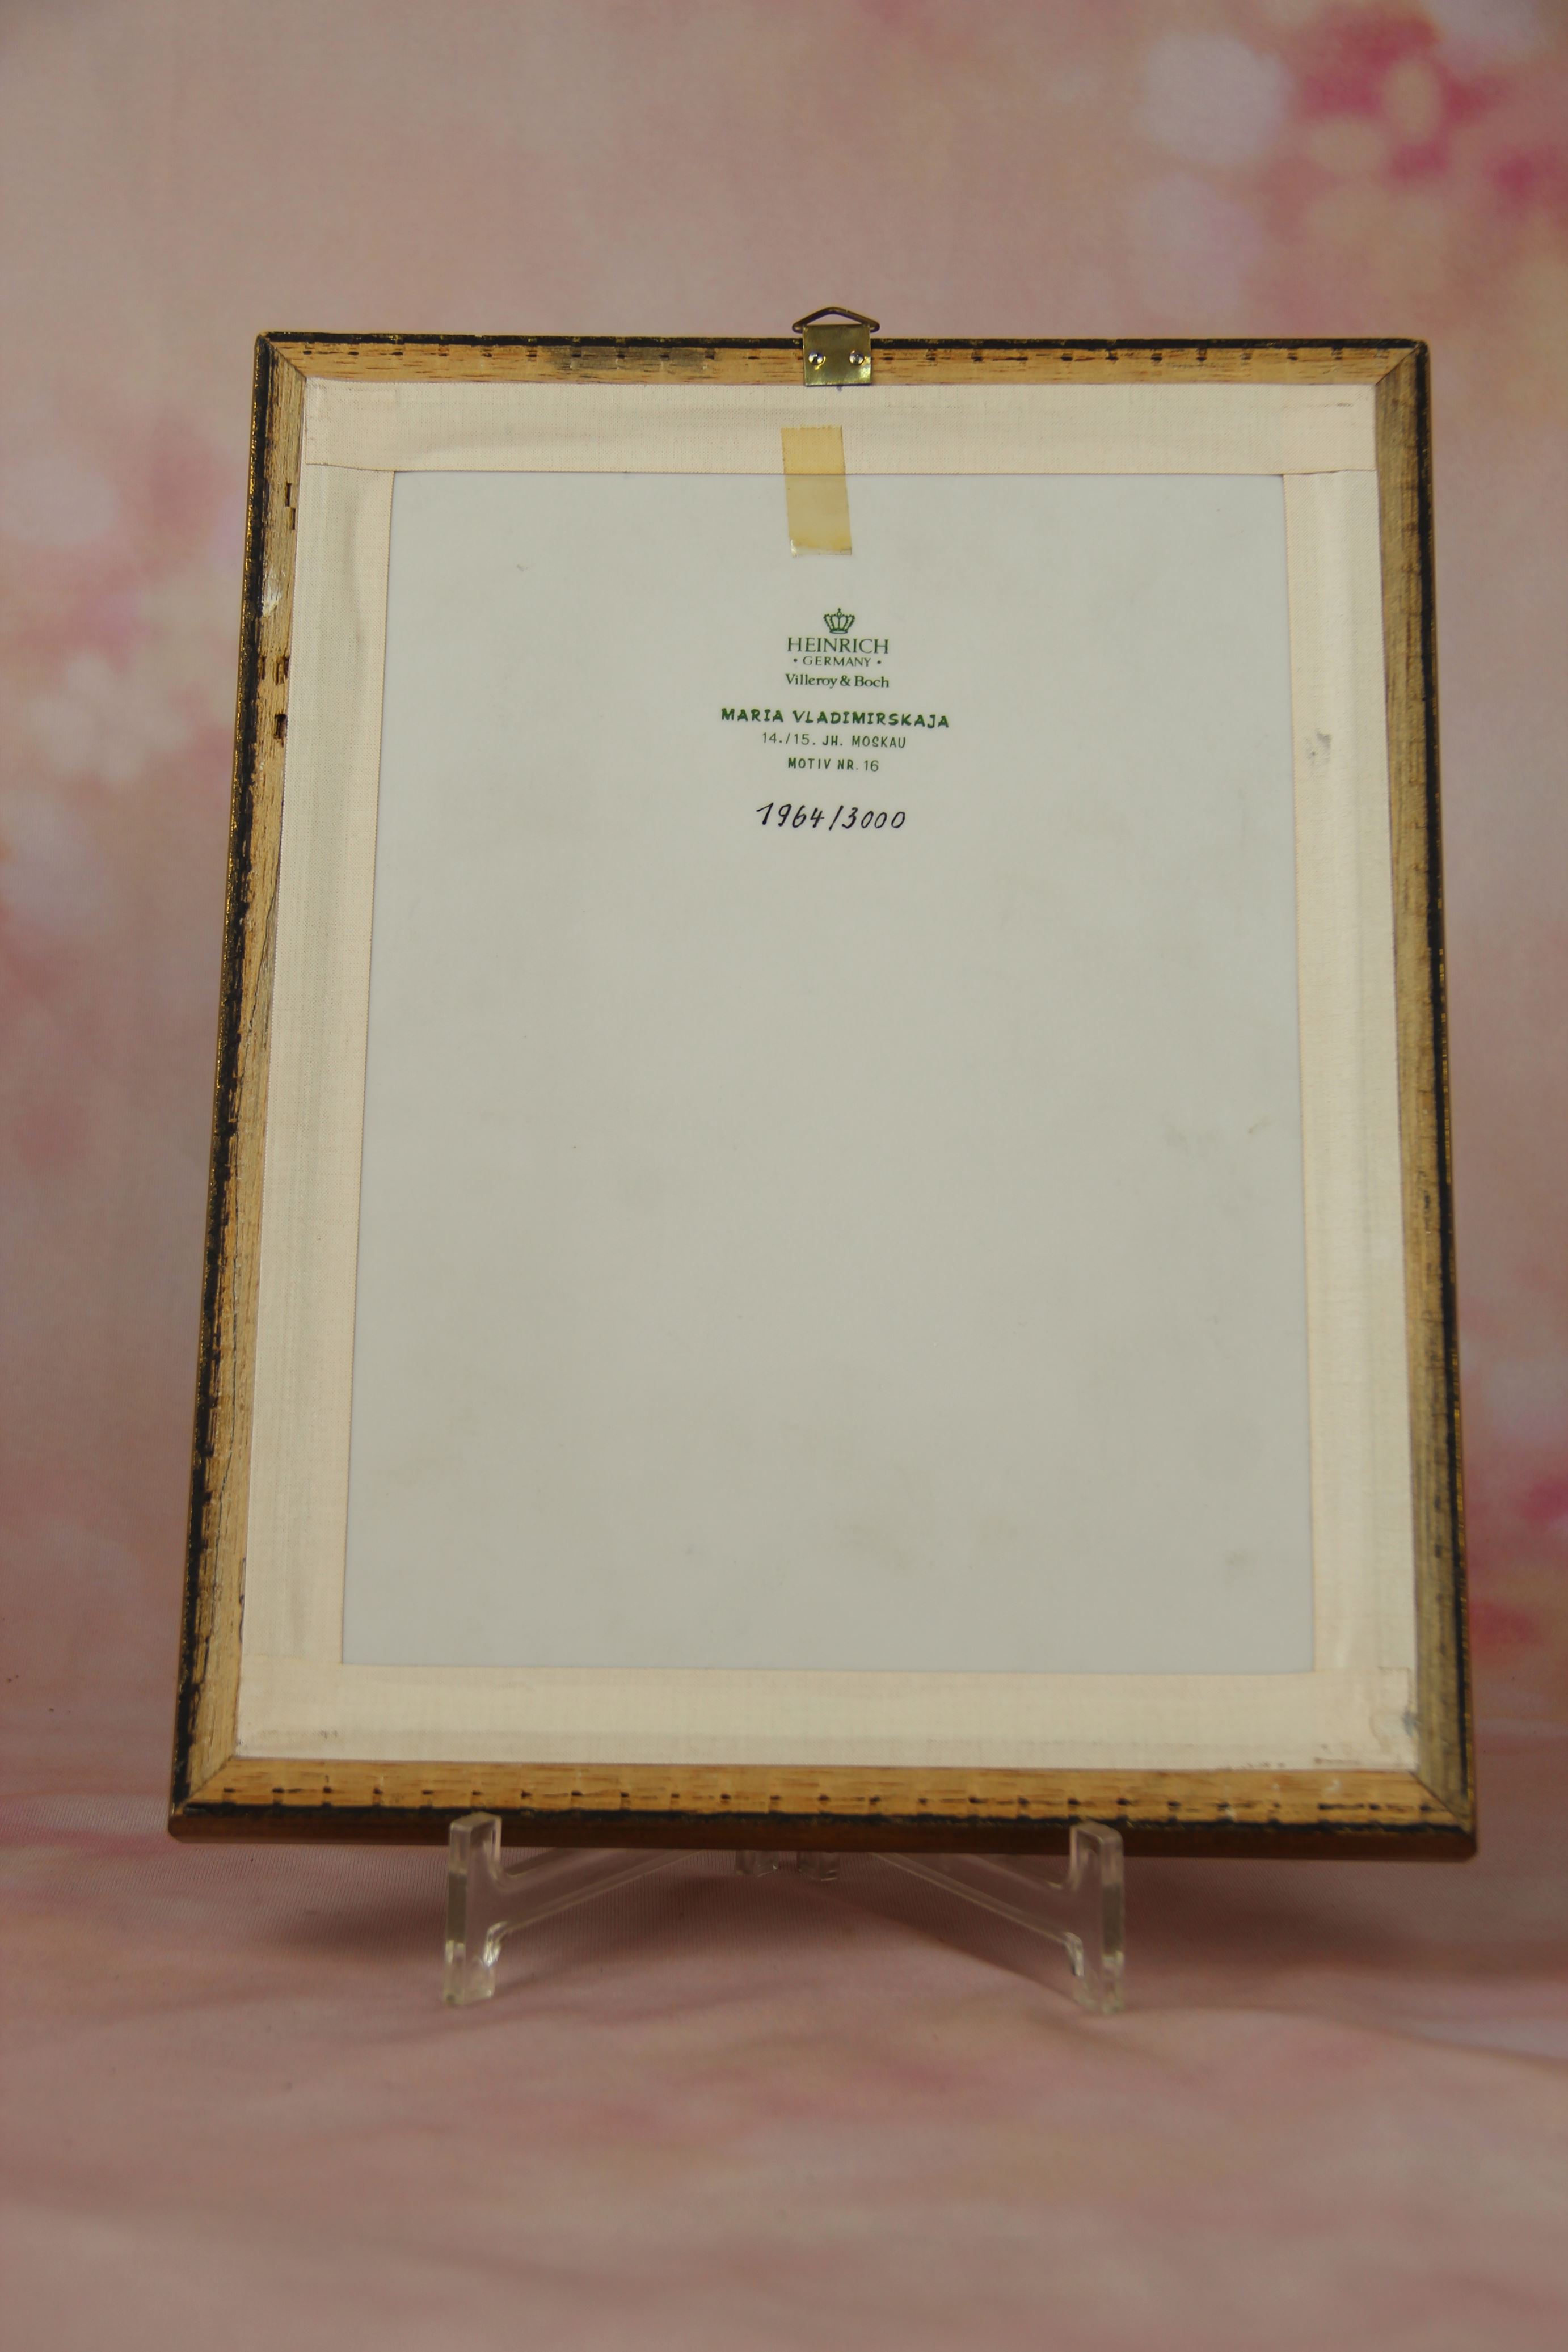 HEINRICH
• GERMANY •
Villeroy & Boch
MARIA VLADIMIRSKAJA
14./15. JH. MOSKAU
MOTIV NR. 16
1964/3000